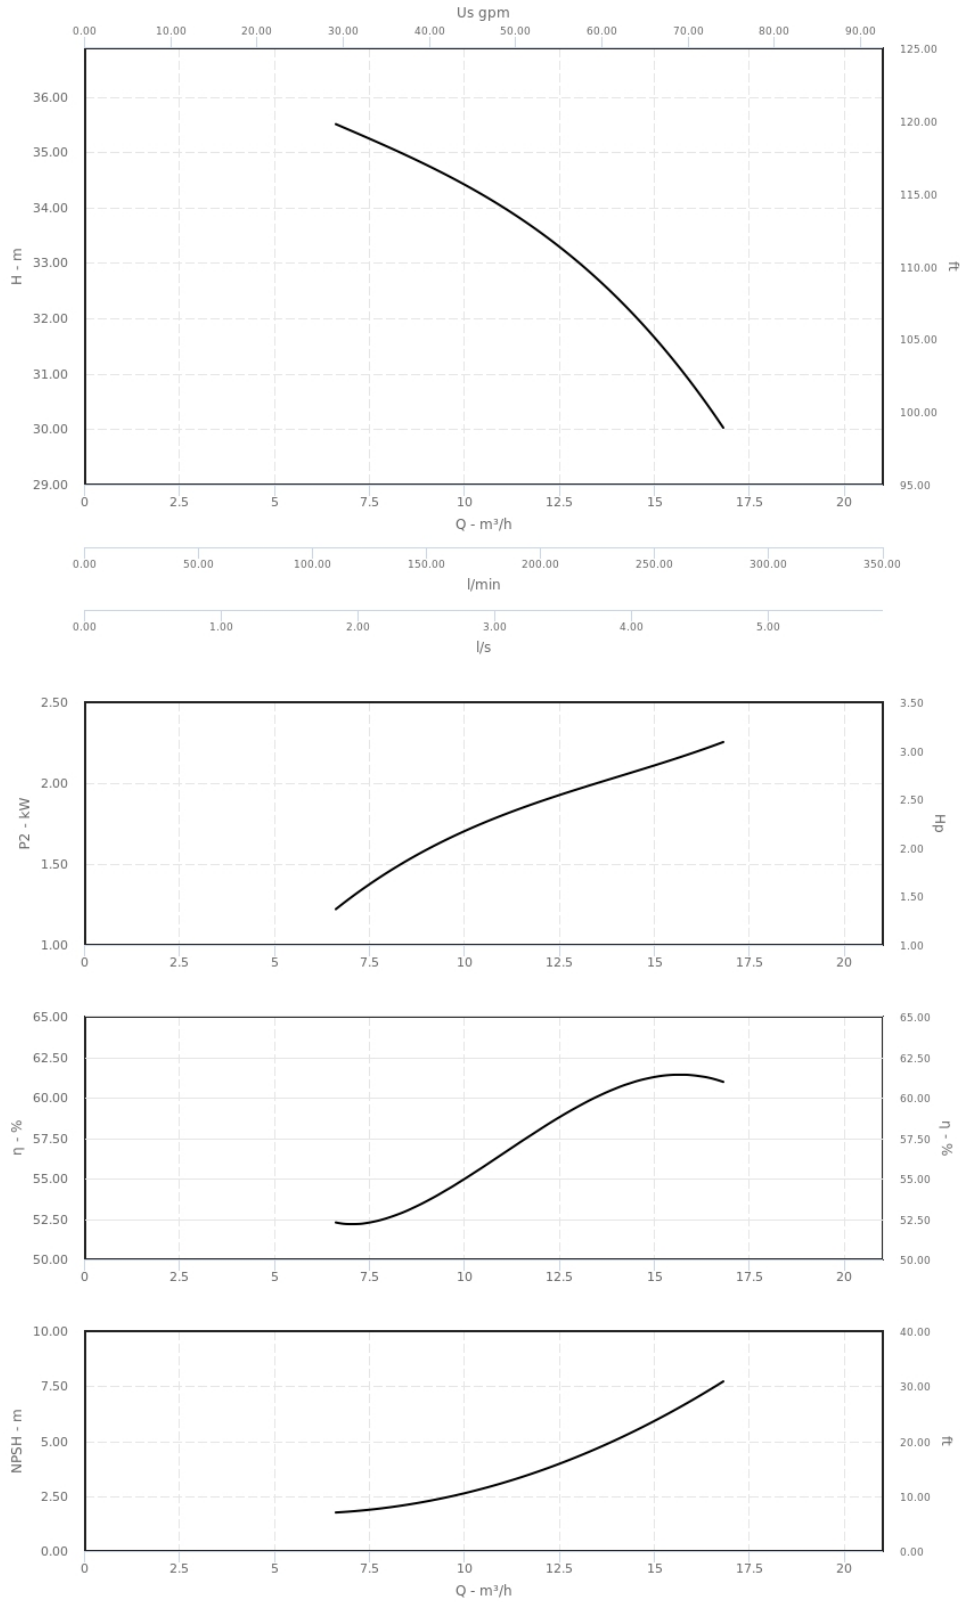 Us gpm
0.00 10.00 20.00 30.00 40.00 50.00 60.00 70.00 80.00 90.00
125.00
36.00
120.00
35.00
115.00
34.00
H - m
33.00
110.00
ft
32.00
105.00
31.00
100.00
30.00
29.00
95.00
0 2.5 5 7.5 10 12.5 15 17.5 20
Q - m³/h
0.00 50.00 100.00 150.00 200.00 250.00 300.00 350.00
l/min
0.00 1.00 2.00 3.00 4.00 5.00
l/s
2.50
3.50
3.00
2.00
2.50
P2 - kW
Hp
2.00
1.50
1.50
1.00
1.00
0 2.5 5 7.5 10 12.5 15 17.5 20
65.00
65.00
62.50
62.50
60.00
60.00
η - %
57.50
57.50
η - %
55.00
55.00
52.50
52.50
50.00
50.00
0 2.5 5 7.5 10 12.5 15 17.5 20
10.00
40.00
7.50
30.00
NPSH - m
5.00
20.00
ft
2.50
10.00
0.00
0.00
0 2.5 5 7.5 10 12.5 15 17.5 20
Q - m³/h